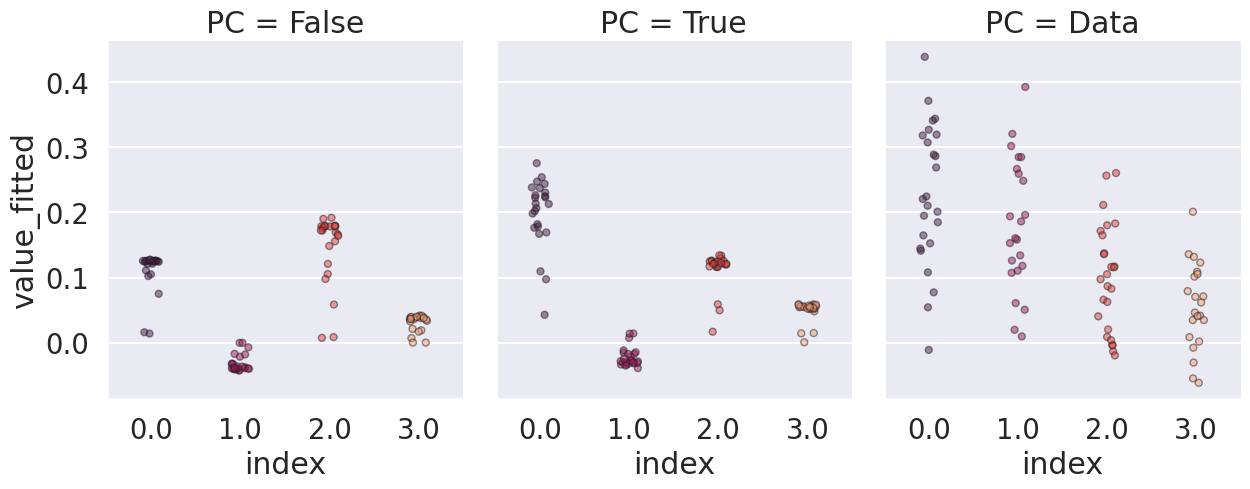 PC = False PC = True PC = Data
value_fitted
0.4
0.3
0.2
0.1
0.0
0.0 1.0 2.0 3.0 0.0 1.0 2.0 3.0 0.0 1.0 2.0 3.0
index index index